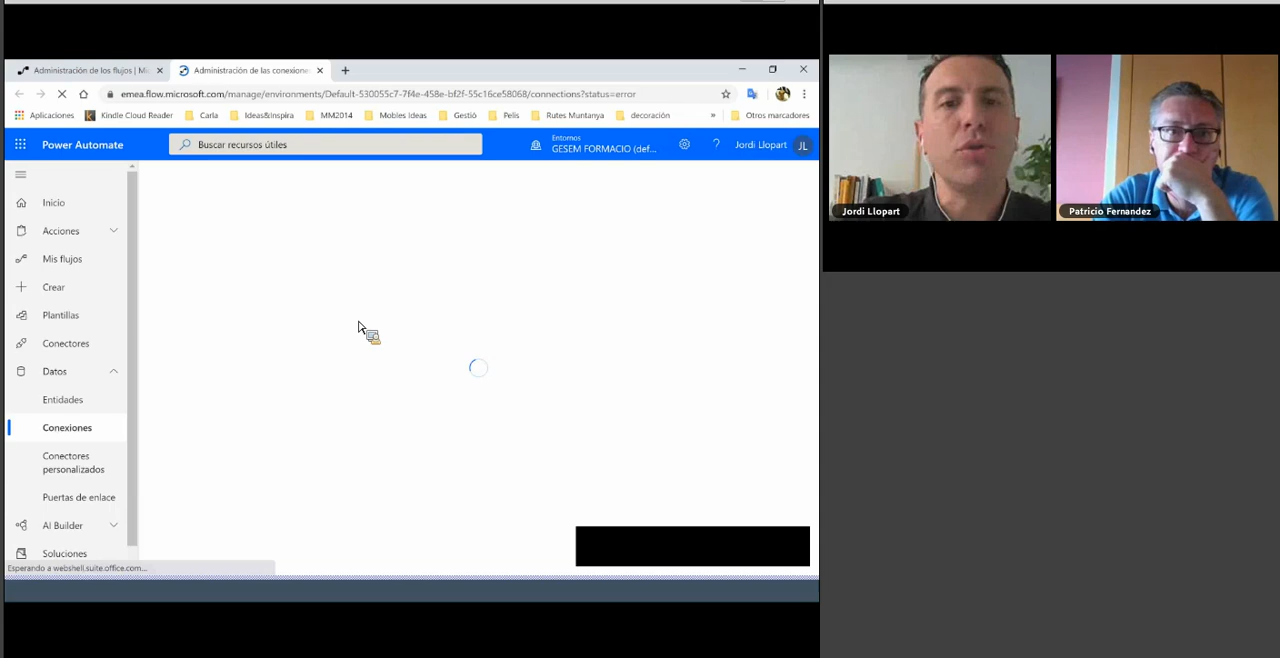 Administración de los flujos | Mi
Administración de las conexione
emea.flow.microsoft.com/manage/environments/Default-530055c7-7f4e-458e-bf2f-55c16ce58068/connections?status=error
Aplicaciones
Kindle Cloud Reader
Carla
Ideas&Inspira
MM2014
Mobles Ideas
Gestió
Pelis
Rutes Muntanya
decoración
»
Otros marcadores
Power Automate
Buscar recursos útiles
Entornos
GESEM FORMACIO (def...
?
Jordi Llopart
JL
Inicio
Acciones
Mis flujos
Crear
Plantillas
Conectores
Datos
Entidades
Conexiones
Conectores
personalizados
Puertas de enlace
AI Builder
Soluciones
Esperando a webshell.suite.office.com...
Jordi Llopart
Patricio Fernandez